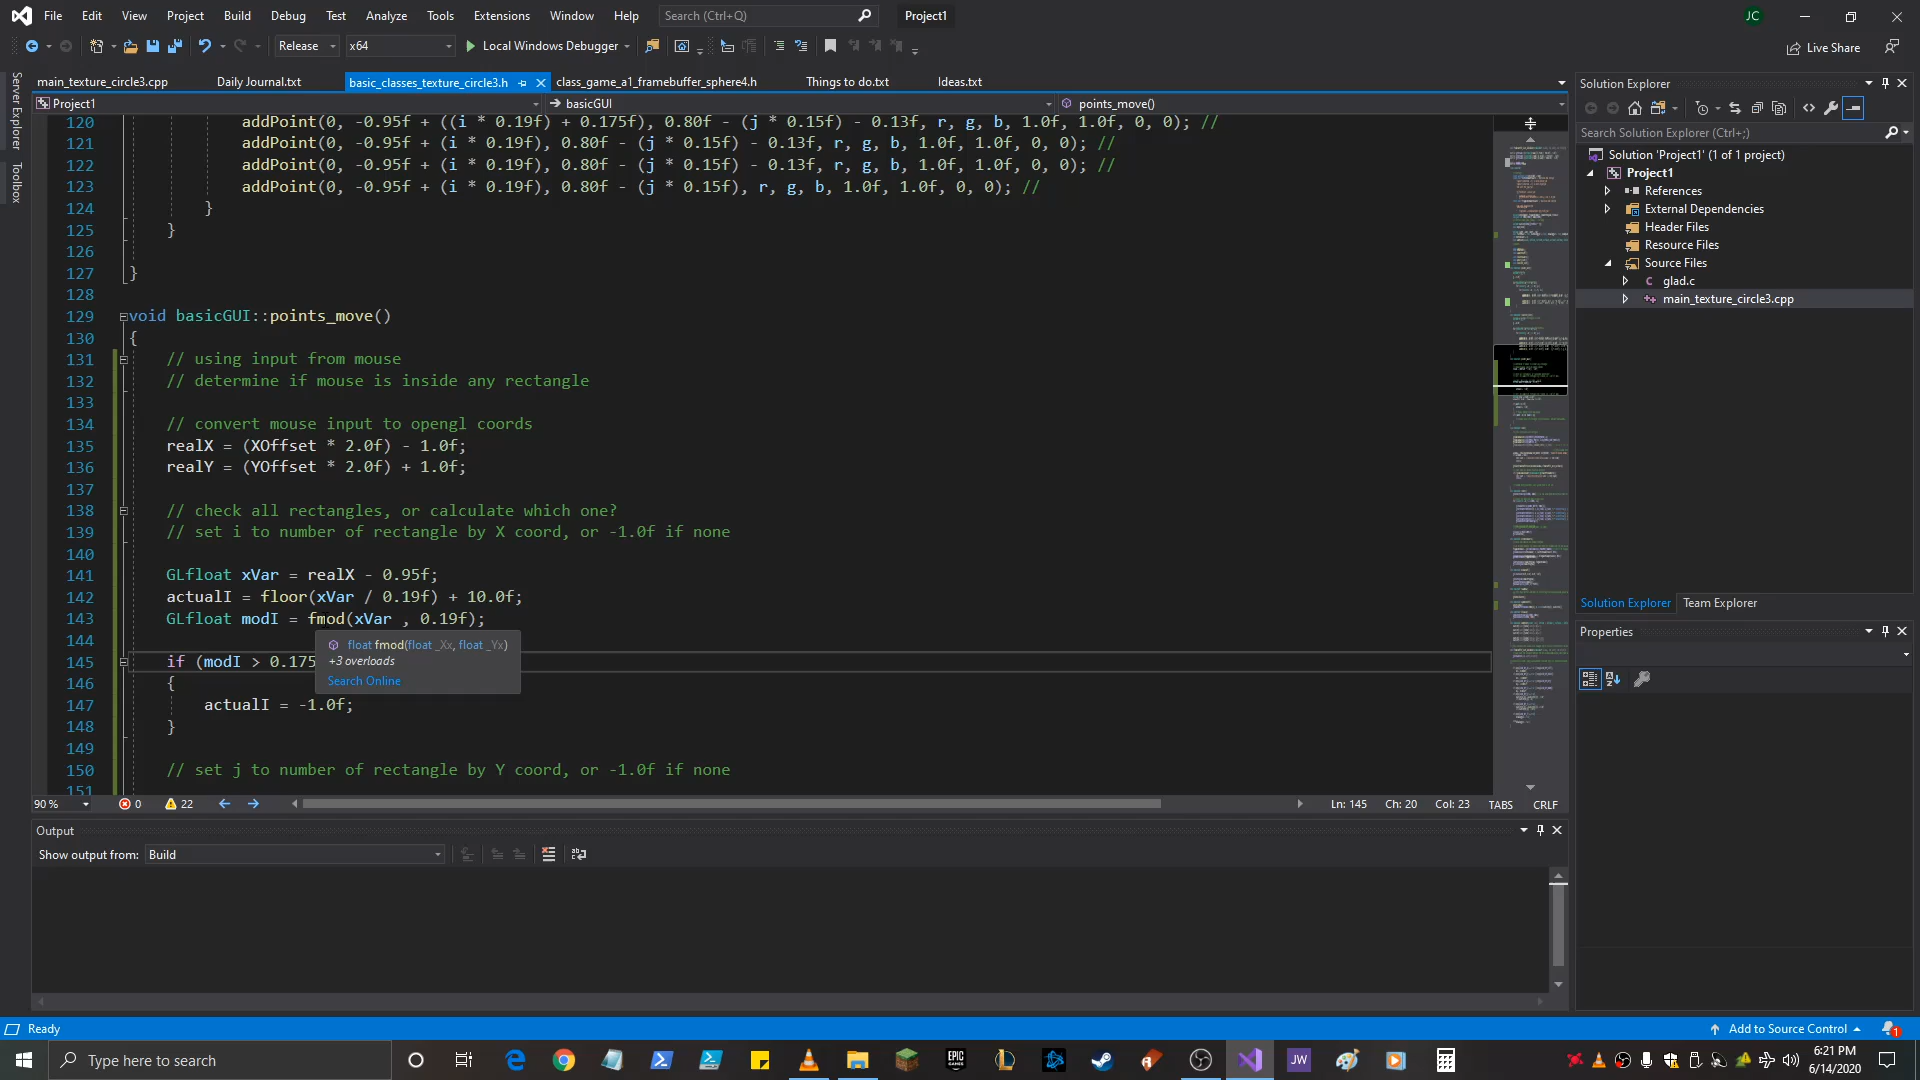 File Edit View Project Build Debug Test Analyze Tools Extensions Window Help Search (Ctrl+Q) Project1 JC
Release x64 Local Windows Debugger Live Share
main_texture_circle3.cpp Daily Journal.txt basic_classes_texture_circle3.h class_game_a1_framebuffer_sphere4.h Things to do.txt Ideas.txt
Project1 basicGUI points_move()
Server Explorer
Toolbox
120 addPoint(0, -0.95f + ((i * 0.19f) + 0.175f), 0.80f - (j * 0.15f) - 0.13f, r, g, b, 1.0f, 1.0f, 0, 0); //
121 addPoint(0, -0.95f + (i * 0.19f), 0.80f - (j * 0.15f) - 0.13f, r, g, b, 1.0f, 1.0f, 0, 0); //
122 addPoint(0, -0.95f + (i * 0.19f), 0.80f - (j * 0.15f) - 0.13f, r, g, b, 1.0f, 1.0f, 0, 0); //
123 addPoint(0, -0.95f + (i * 0.19f), 0.80f - (j * 0.15f), r, g, b, 1.0f, 1.0f, 0, 0); //
124 }
125 }
126
127 }
128
129 void basicGUI::points_move()
130 {
131 // using input from mouse
132 // determine if mouse is inside any rectangle
133
134 // convert mouse input to opengl coords
135 realX = (XOffset * 2.0f) - 1.0f;
136 realY = (YOffset * 2.0f) + 1.0f;
137
138 // check all rectangles, or calculate which one?
139 // set i to number of rectangle by X coord, or -1.0f if none
140
141 GLfloat xVar = realX - 0.95f;
142 actualI = floor(xVar / 0.19f) + 10.0f;
143 GLfloat modI = fmod(xVar , 0.19f);
144
145 if (modI > 0.175
float fmod(float _Xx, float _Yx)
+3 overloads
Search Online
146 {
147 actualI = -1.0f;
148 }
149
150 // set j to number of rectangle by Y coord, or -1.0f if none
151
90 % 0 22 Ln: 145 Ch: 20 Col: 23 TABS CRLF
Output
Show output from: Build
Solution Explorer
Search Solution Explorer (Ctrl+;)
Solution 'Project1' (1 of 1 project)
Project1
References
External Dependencies
Header Files
Resource Files
Source Files
glad.c
main_texture_circle3.cpp
Solution Explorer Team Explorer
Properties
Ready Add to Source Control 1
Type here to search EPIC GAMES JW 6:21 PM
6/14/2020